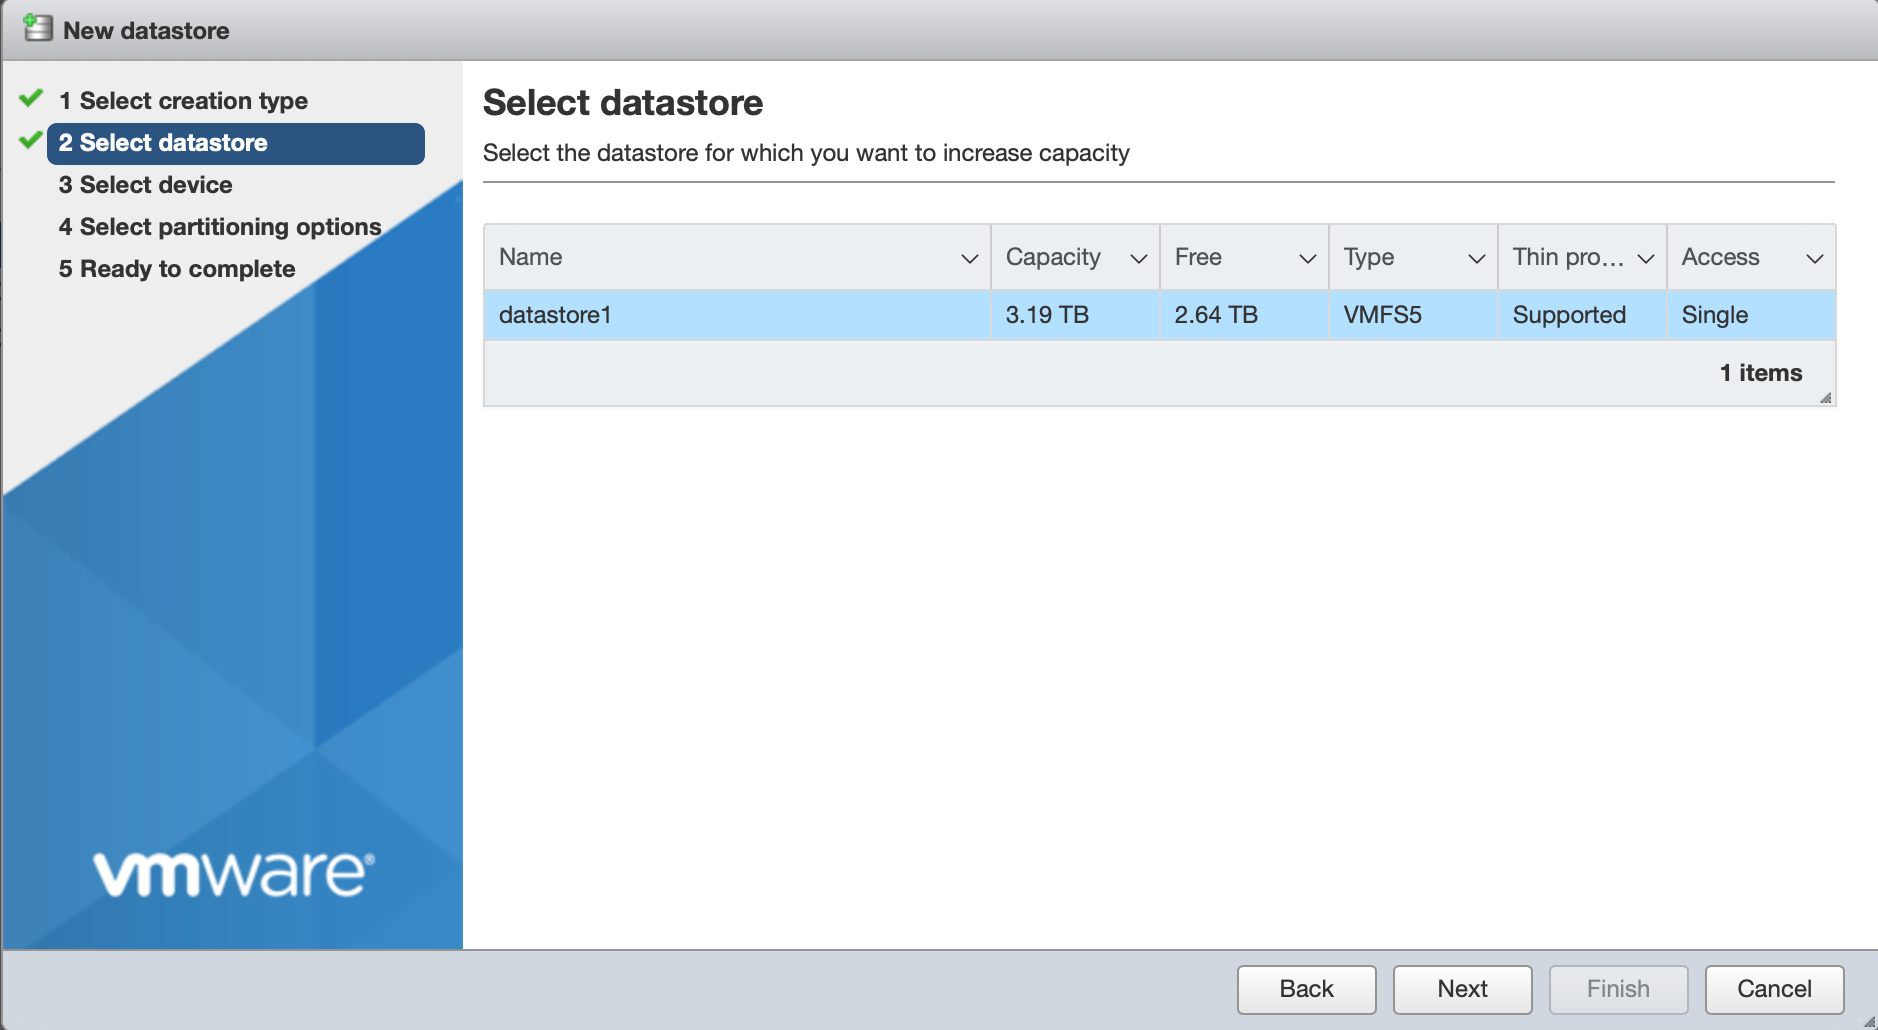 New datastore
1 Select creation type
2 Select datastore
3 Select device
4 Select partitioning options
5 Ready to complete
vmware®
Select datastore
Select the datastore for which you want to increase capacity
Name Capacity Free Type Thin pro... Access
datastore1 3.19 TB 2.64 TB VMFS5 Supported Single
1 items
Back Next Finish Cancel